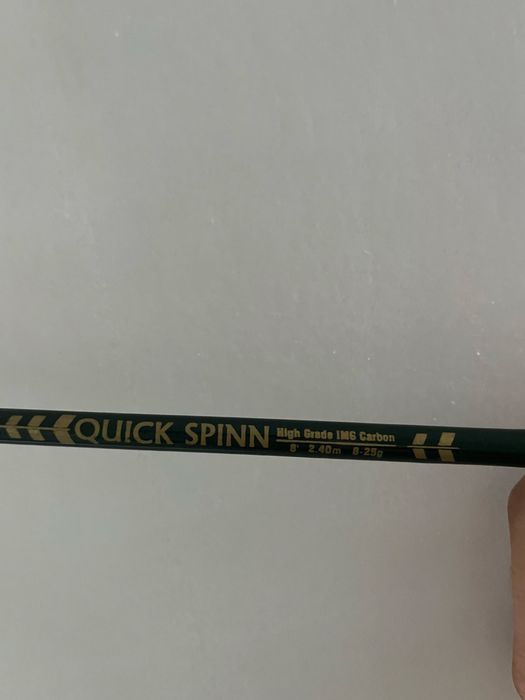 QUICK SPINN
High Grade IM6 Carbon
8' 2.40m 8-25g